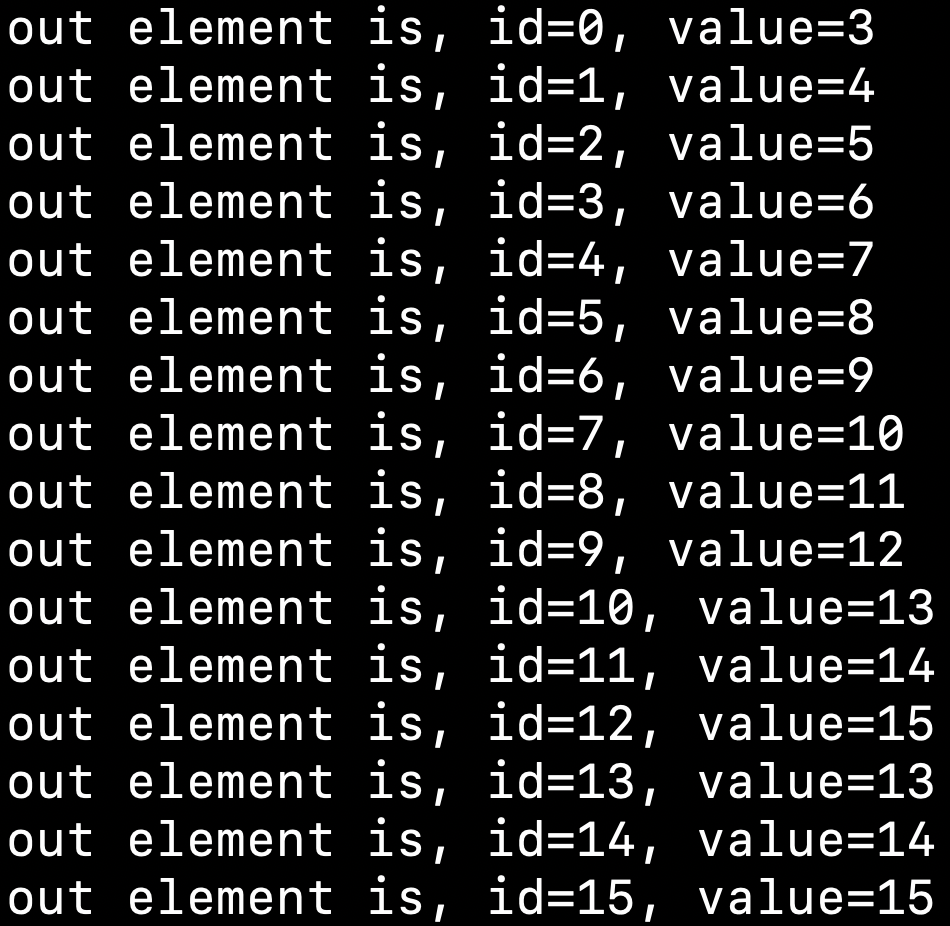 out element is, id=0, value=3
out element is, id=1, value=4
out element is, id=2, value=5
out element is, id=3, value=6
out element is, id=4, value=7
out element is, id=5, value=8
out element is, id=6, value=9
out element is, id=7, value=10
out element is, id=8, value=11
out element is, id=9, value=12
out element is, id=10, value=13
out element is, id=11, value=14
out element is, id=12, value=15
out element is, id=13, value=13
out element is, id=14, value=14
out element is, id=15, value=15